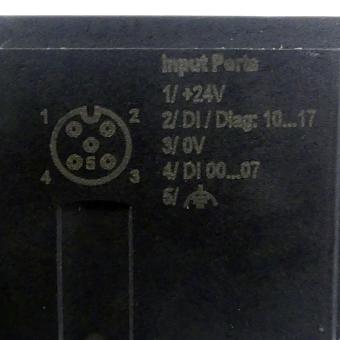 Input Ports
1/ +24V
2/ DI / Diag: 10...17
3/ 0V
4/ DI 00...07
5/
1 2
5
4 3